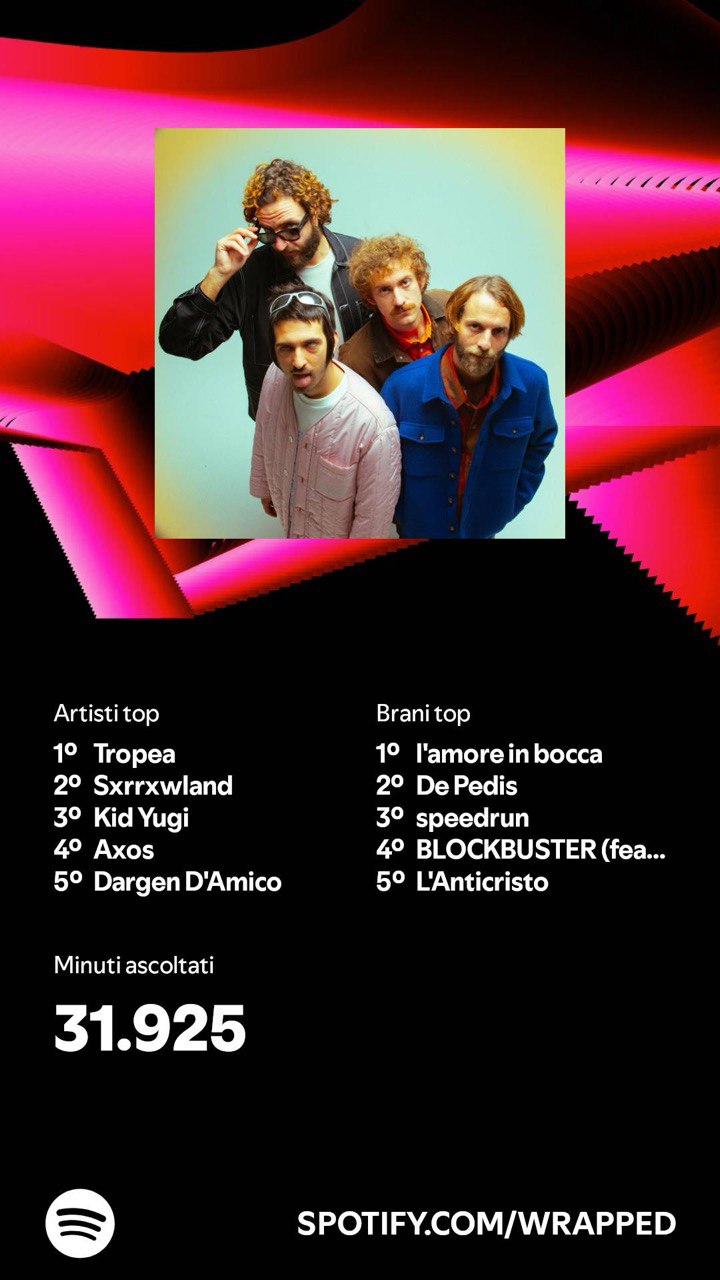 Artisti top
1º Tropea
2º Sxrrxwland
3º Kid Yugi
4º Axos
5º Dargen D'Amico
Brani top
1º l'amore in bocca
2º De Pedis
3º speedrun
4º BLOCKBUSTER (fea...
5º L'Anticristo
Minuti ascoltati
31.925
SPOTIFY.COM/WRAPPED